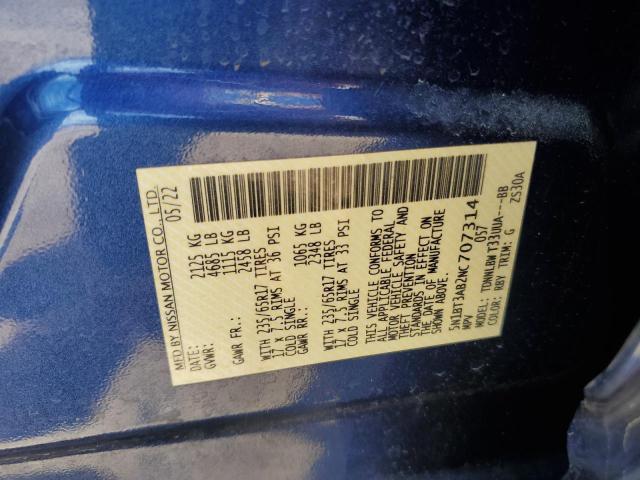 MFD BY NISSAN MOTOR CO., LTD.
DATE: 05/22
GVWR: 2125 KG
4685 LB
GAWR FR.: 1115 KG
2458 LB
WITH 235/65R17 TIRES
17 X 7.5 RIMS AT 36 PSI
COLD SINGLE
GAWR RR.: 1065 KG
2348 LB
WITH 235/65R17 TIRES
17 X 7.5 RIMS AT 33 PSI
COLD SINGLE
THIS VEHICLE CONFORMS TO
ALL APPLICABLE FEDERAL
MOTOR VEHICLE SAFETY AND
THEFT PREVENTION
STANDARDS IN EFFECT ON
THE DATE OF MANUFACTURE
SHOWN ABOVE.
5N1BT3AB2NC707314
MPV 057
MODEL: TDNNLBW T33UUA---BB
COLOR: RBY TRIM: G ZS30A